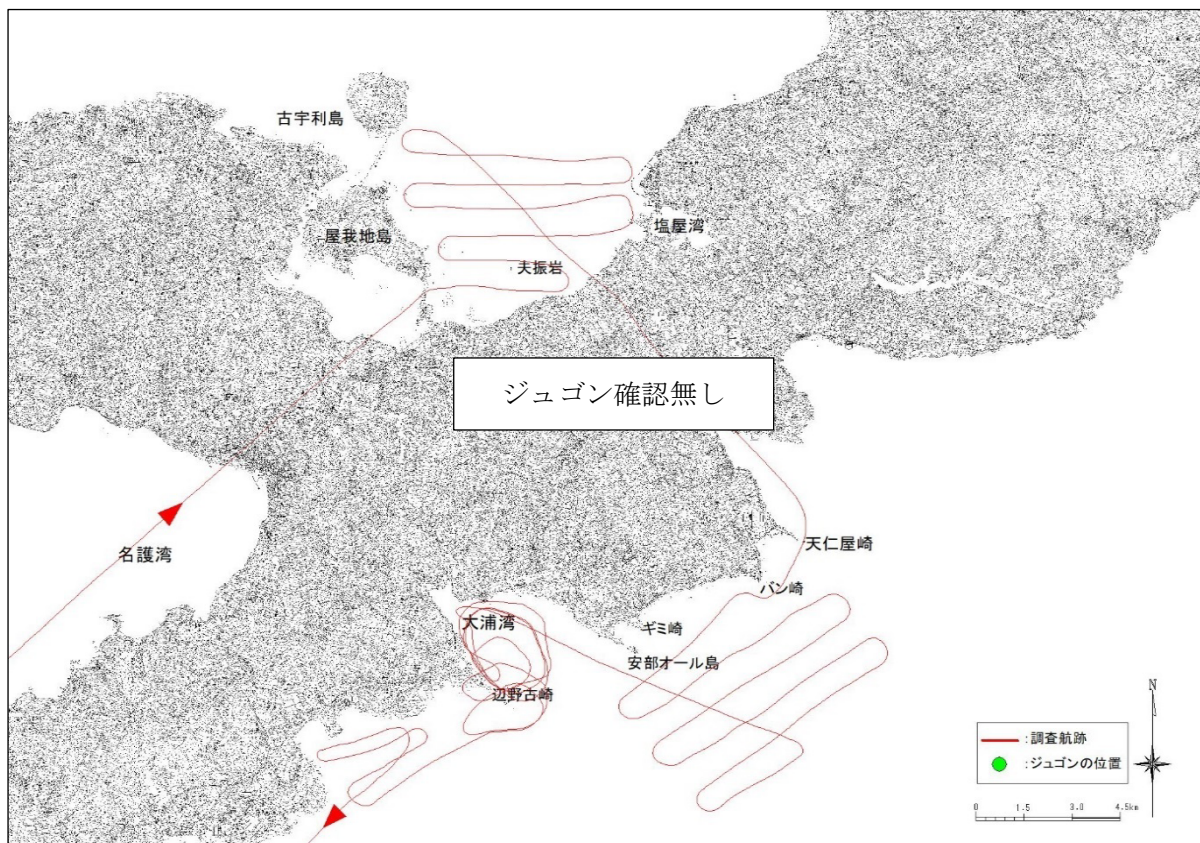 古宇利島
屋我地島
塩屋湾
夫振岩
ジュゴン確認無し
名護湾
天仁屋崎
バン崎
大浦湾
ギミ崎
安部オール島
辺野古崎
N
:調査航跡
:ジュゴンの位置
0 1.5 3.0 4.5km